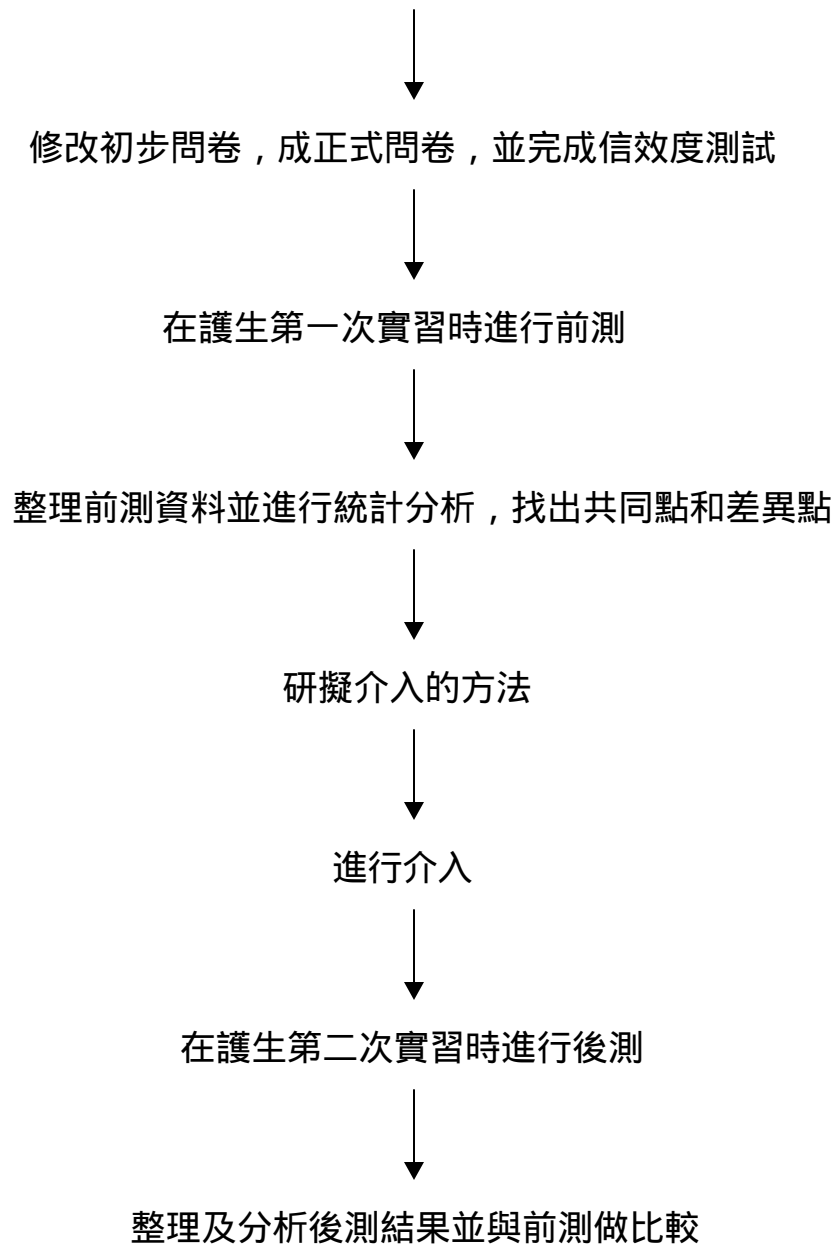 修改初步問卷，成正式問卷，並完成信效度測試
在護生第一次實習時進行前測
整理前測資料並進行統計分析，找出共同點和差異點
研擬介入的方法
進行介入
在護生第二次實習時進行後測
整理及分析後測結果並與前測做比較